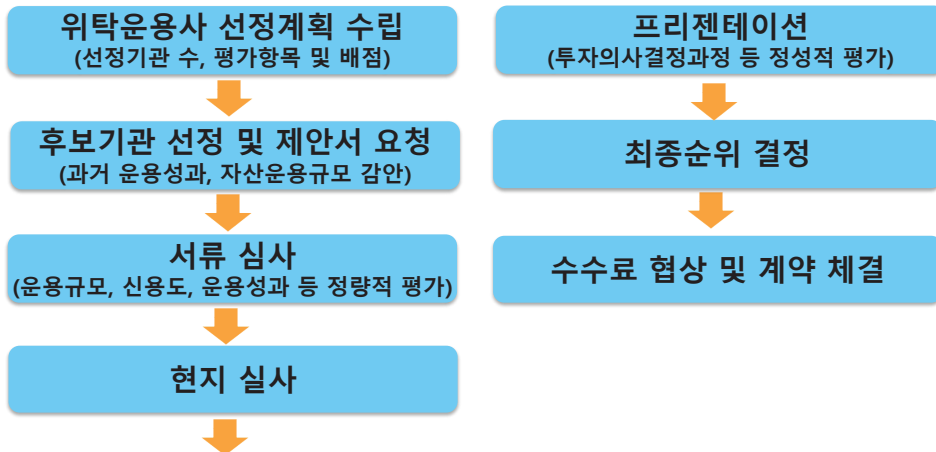 위탁운용사 선정계획 수립
(선정기관 수, 평가항목 및 배점)
후보기관 선정 및 제안서 요청
(과거 운용성과, 자산운용규모 감안)
서류 심사
(운용규모, 신용도, 운용성과 등 정량적 평가)
현지 실사
프리젠테이션
(투자의사결정과정 등 정성적 평가)
최종순위 결정
수수료 협상 및 계약 체결